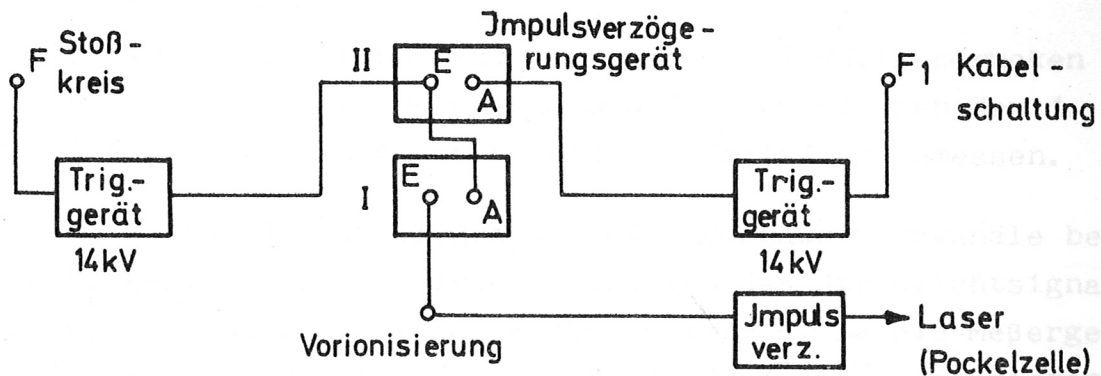 F Stoß-
kreis
II
E
A
Jmpulsverzöge-
rungsgerät
F1 Kabel-
schaltung
Trig.-
gerät
14kV
I
E
A
Trig.-
gerät
14kV
Vorionisierung
Jmpuls
verz.
Laser
(Pockelzelle)